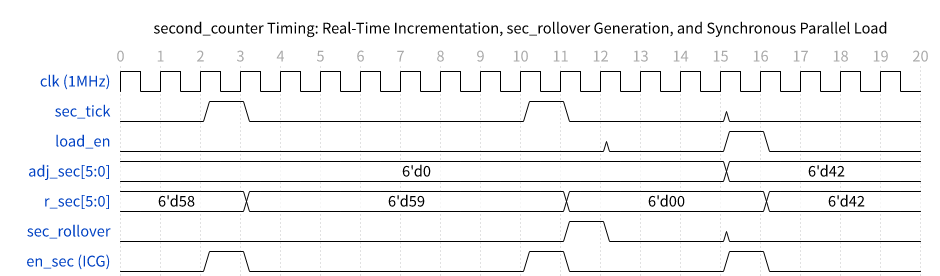 second_counter Timing: Real-Time Incrementation, sec_rollover Generation, and Synchronous Parallel Load
0 1 2 3 4 5 6 7 8 9 10 11 12 13 14 15 16 17 18 19 20
clk (1MHz)
sec_tick
load_en
adj_sec[5:0] 6'd0 6'd42
r_sec[5:0] 6'd58 6'd59 6'd00 6'd42
sec_rollover
en_sec (ICG)